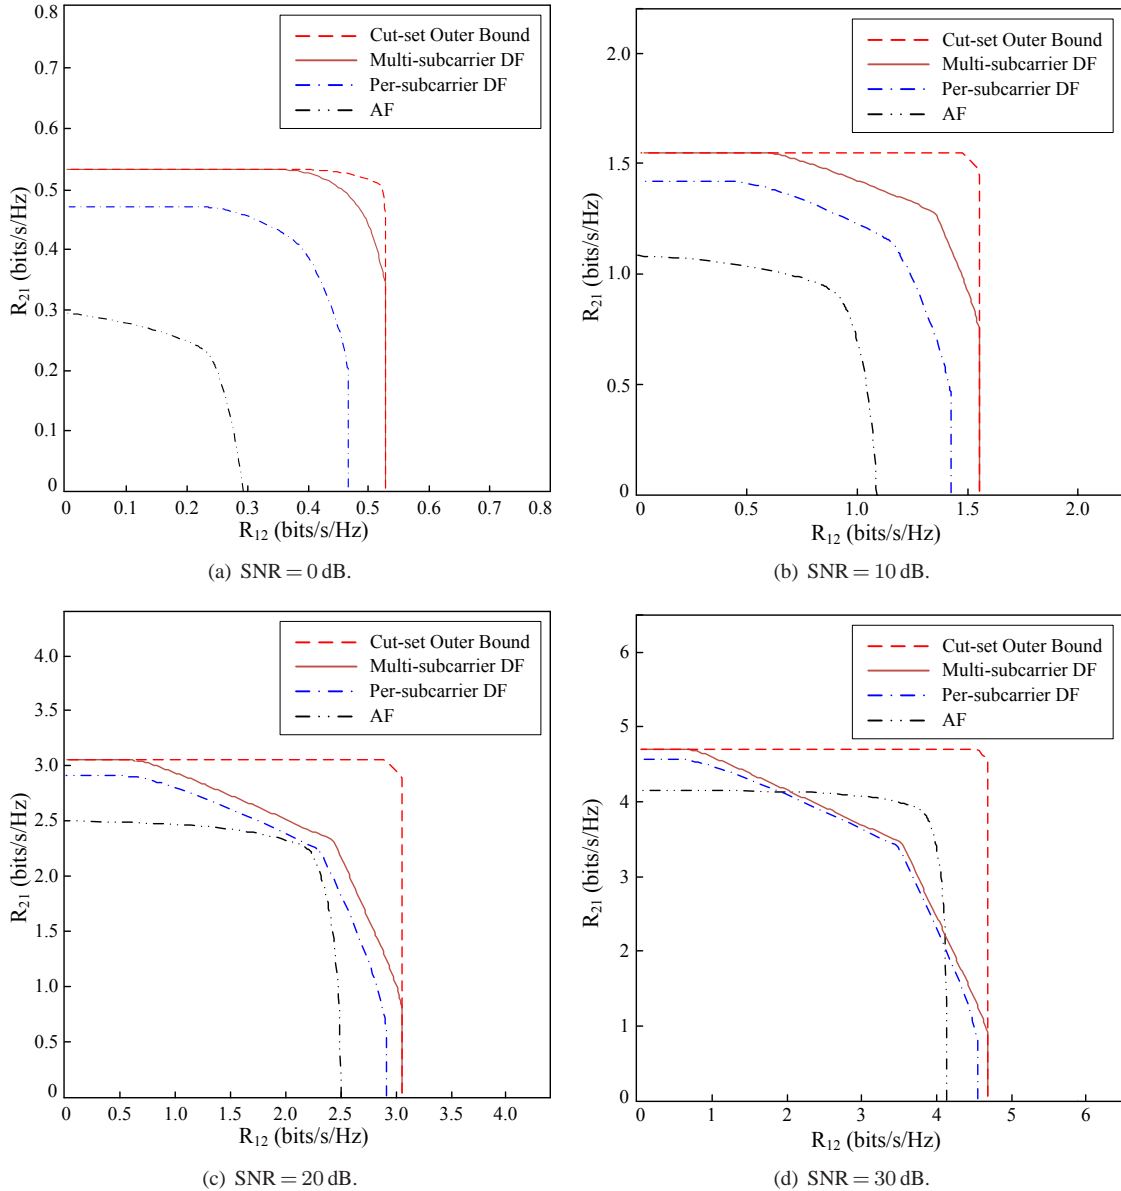 0.8
0.7
0.6
0.5
0.4
0.3
0.2
0.1
0
R21 (bits/s/Hz)
Cut-set Outer Bound
Multi-subcarrier DF
Per-subcarrier DF
AF
0 0.1 0.2 0.3 0.4 0.5 0.6 0.7 0.8
R12 (bits/s/Hz)
(a) SNR = 0 dB.
2.0
1.5
1.0
0.5
0
R21 (bits/s/Hz)
Cut-set Outer Bound
Multi-subcarrier DF
Per-subcarrier DF
AF
0 0.5 1.0 1.5 2.0
R12 (bits/s/Hz)
(b) SNR = 10 dB.
4.0
3.5
3.0
2.5
2.0
1.5
1.0
0.5
0
R21 (bits/s/Hz)
Cut-set Outer Bound
Multi-subcarrier DF
Per-subcarrier DF
AF
0 0.5 1.0 1.5 2.0 2.5 3.0 3.5 4.0
R12 (bits/s/Hz)
(c) SNR = 20 dB.
6
5
4
3
2
1
0
R21 (bits/s/Hz)
Cut-set Outer Bound
Multi-subcarrier DF
Per-subcarrier DF
AF
0 1 2 3 4 5 6
R12 (bits/s/Hz)
(d) SNR = 30 dB.